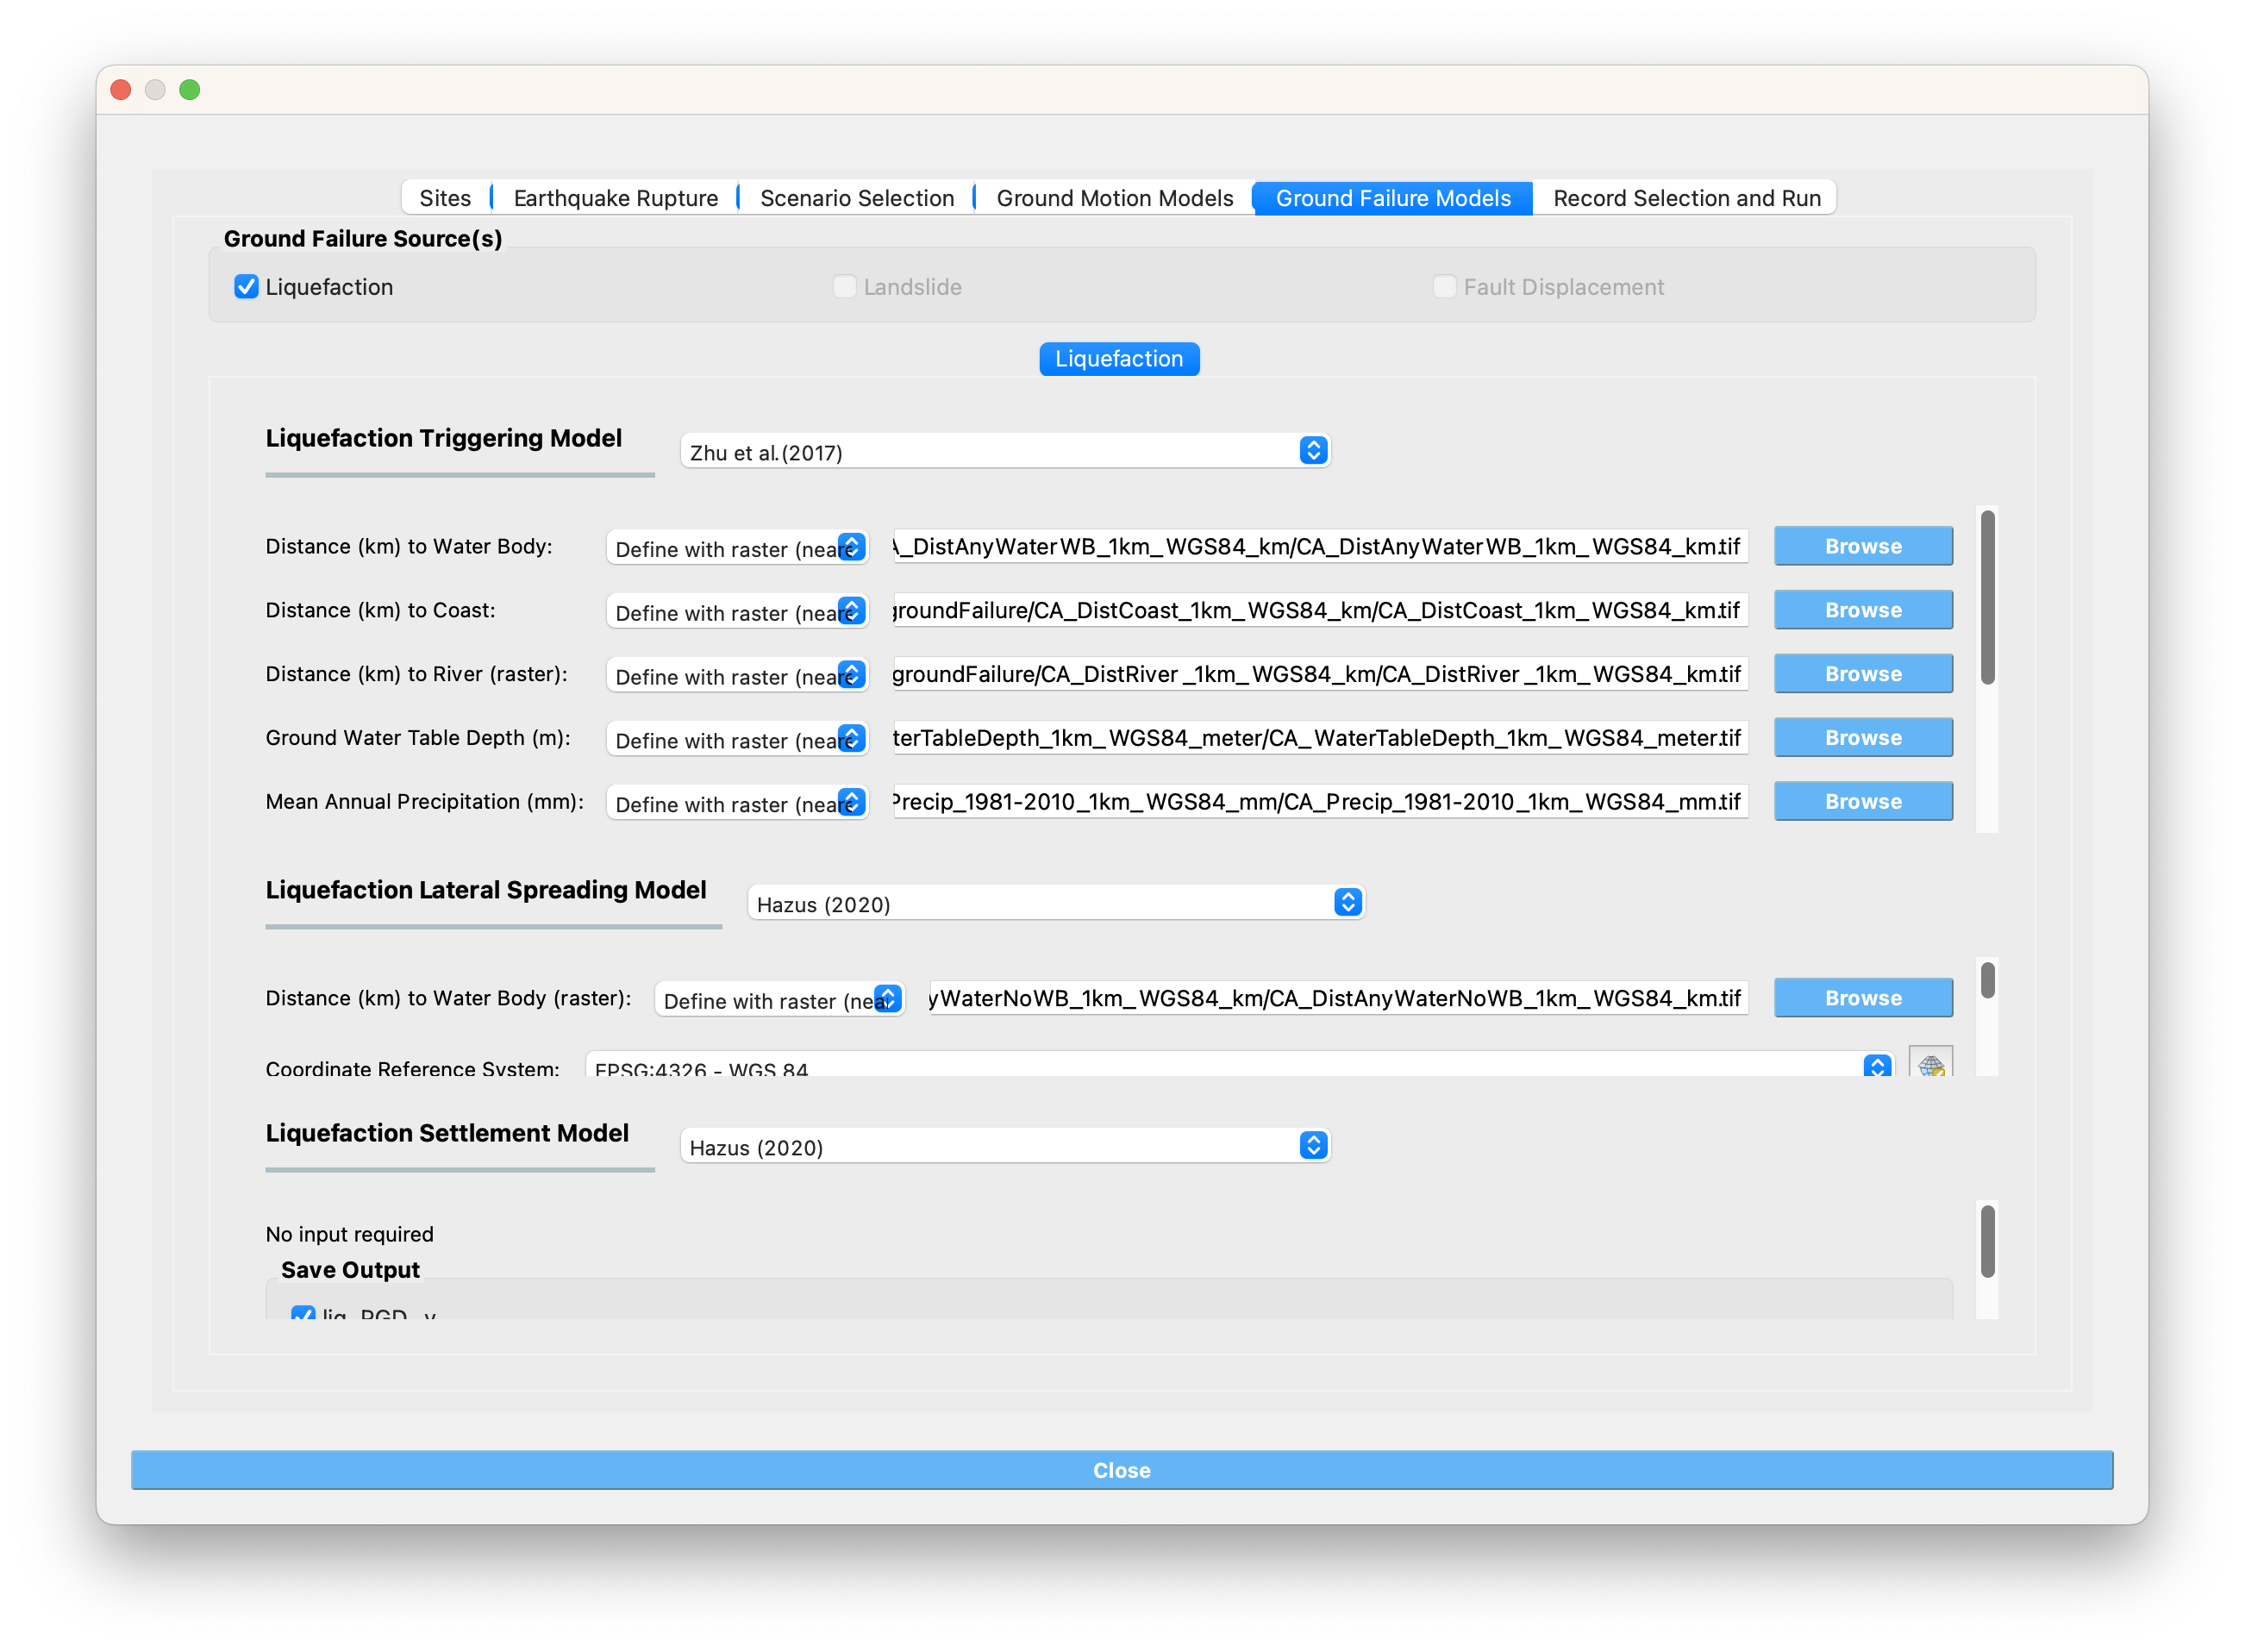 Sites Earthquake Rupture Scenario Selection Ground Motion Models Ground Failure Models Record Selection and Run
Ground Failure Source(s)
Liquefaction Landslide Fault Displacement
Liquefaction
Liquefaction Triggering Model Zhu et al.(2017)
Distance (km) to Water Body: Define with raster (neare A_DistAnyWaterWB_1km_WGS84_km/CA_DistAnyWaterWB_1km_WGS84_km.tif Browse
Distance (km) to Coast: Define with raster (neare groundFailure/CA_DistCoast_1km_WGS84_km/CA_DistCoast_1km_WGS84_km.tif Browse
Distance (km) to River (raster): Define with raster (neare groundFailure/CA_DistRiver_1km_WGS84_km/CA_DistRiver_1km_WGS84_km.tif Browse
Ground Water Table Depth (m): Define with raster (neare terTableDepth_1km_WGS84_meter/CA_WaterTableDepth_1km_WGS84_meter.tif Browse
Mean Annual Precipitation (mm): Define with raster (neare Precip_1981-2010_1km_WGS84_mm/CA_Precip_1981-2010_1km_WGS84_mm.tif Browse
Liquefaction Lateral Spreading Model Hazus (2020)
Distance (km) to Water Body (raster): Define with raster (nea yWaterNoWB_1km_WGS84_km/CA_DistAnyWaterNoWB_1km_WGS84_km.tif Browse
Coordinate Reference System: EPSG:4326 - WGS 84
Liquefaction Settlement Model Hazus (2020)
No input required
Save Output
liq_PGD_v
Close